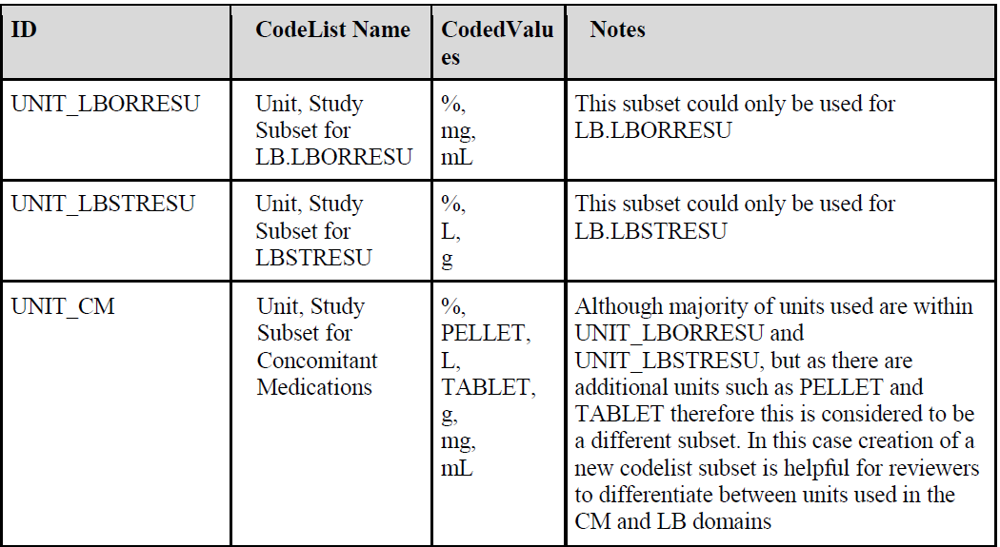 ID
CodeList Name
CodedValu
es
Notes
UNIT_LBORRESU
Unit, Study
Subset for
LB.LBORRESU
%,
mg,
mL
This subset could only be used for
LB.LBORRESU
UNIT_LBSTRESU
Unit, Study
Subset for
LBSTRESU
%,
L,
g
This subset could only be used for
LB.LBSTRESU
UNIT_CM
Unit, Study
Subset for
Concomitant
Medications
%,
PELLET,
L,
TABLET,
g,
mg,
mL
Although majority of units used are within
UNIT_LBORRESU and
UNIT_LBSTRESU, but as there are
additional units such as PELLET and
TABLET therefore this is considered to be
a different subset. In this case creation of a
new codelist subset is helpful for reviewers
to differentiate between units used in the
CM and LB domains